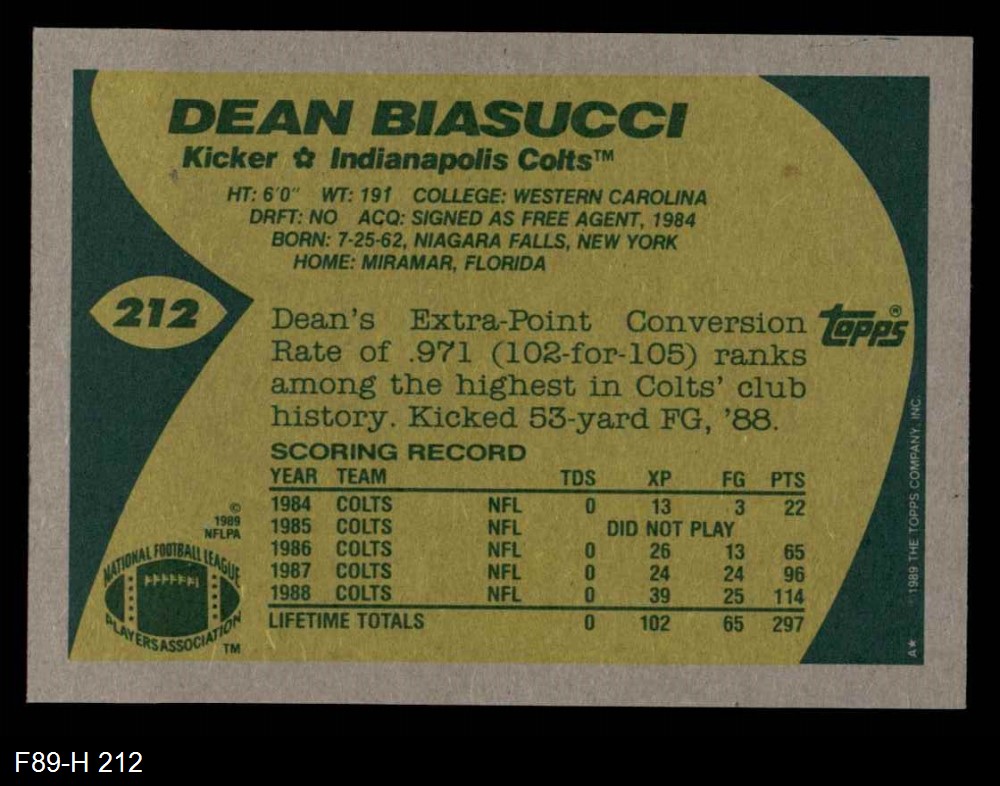 DEAN BIASUCCI
Kicker ✿ Indianapolis Colts™
HT: 6'0" WT: 191 COLLEGE: WESTERN CAROLINA
DRFT: NO ACQ: SIGNED AS FREE AGENT, 1984
BORN: 7-25-62, NIAGARA FALLS, NEW YORK
HOME: MIRAMAR, FLORIDA
212
Dean's Extra-Point Conversion
Rate of .971 (102-for-105) ranks
among the highest in Colts' club
history. Kicked 53-yard FG, '88.
topps®
SCORING RECORD
YEAR TEAM TDS XP FG PTS
1984 COLTS NFL 0 13 3 22
1985 COLTS NFL DID NOT PLAY
1986 COLTS NFL 0 26 13 65
1987 COLTS NFL 0 24 24 96
1988 COLTS NFL 0 39 25 114
LIFETIME TOTALS 0 102 65 297
©
1989
NFLPA
NATIONAL FOOTBALL LEAGUE
PLAYERS ASSOCIATION
TM
A* ©1989 THE TOPPS COMPANY, INC.
F89-H 212